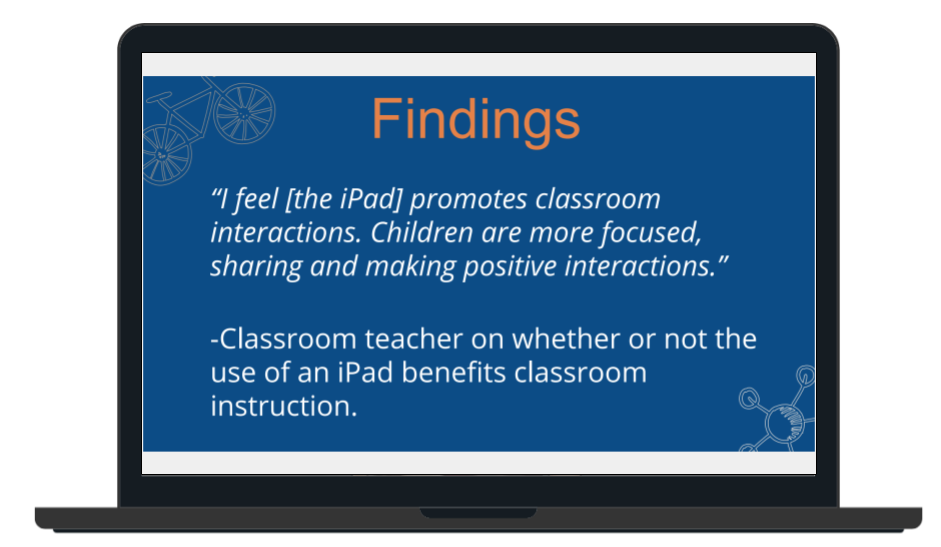 Findings
“I feel [the iPad] promotes classroom
interactions. Children are more focused,
sharing and making positive interactions.”
-Classroom teacher on whether or not the
use of an iPad benefits classroom
instruction.